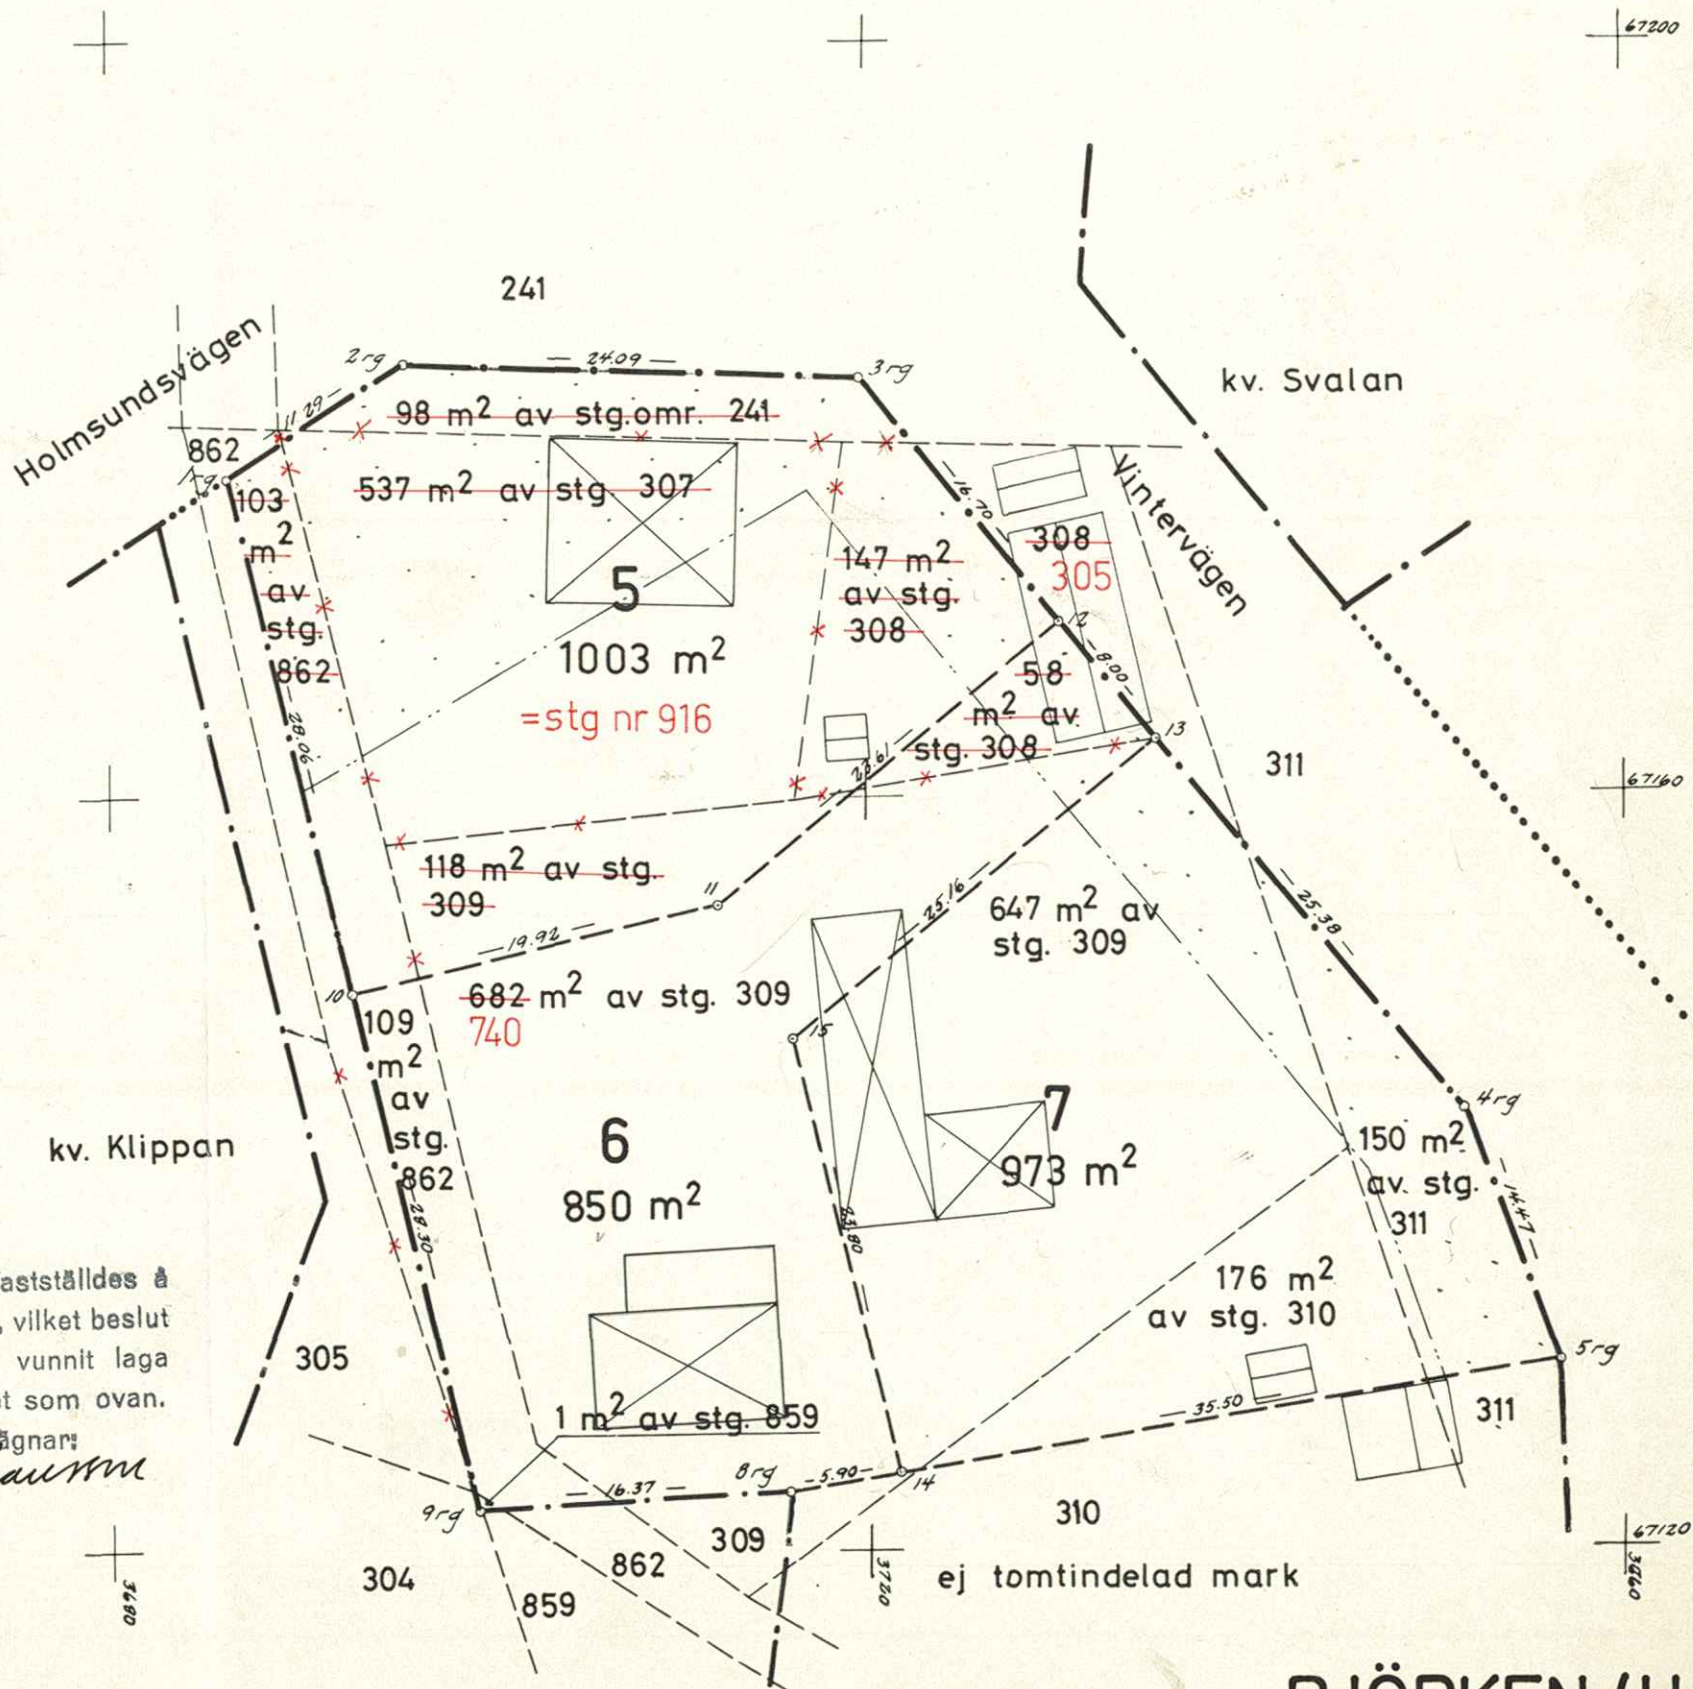 67200
241
Holmsundsvägen
2rg
24.09
3rg
kv. Svalan
11.29
98 m² av stg.omr. 241
862
1rg
537 m² av stg. 307
Vintervägen
103
m²
av
stg.
862
16.70
308
305
147 m²
av stg.
308
5
1003 m²
=stg nr 916
12
8.00
58
m² av
stg. 308
28.06
23.61
13
311
67160
118 m² av stg.
309
11
19.92
25.16
647 m² av
stg. 309
25.38
10
682 m² av stg. 309
740
15
109
m²
av
stg.
862
kv. Klippan
6
850 m²
7
973 m²
4rg
150 m²
av. stg.
311
14.47
28.30
23.80
176 m²
av stg. 310
astställdes å
, vilket beslut
vunnit laga
t som ovan.
ägnar:
305
5rg
1 m² av stg. 859
35.50
311
8rg
5.90
14
16.37
9rg
310
309
67120
304
862
859
ej tomtindelad mark
3680
3720
3860
BJÖRKEN (H